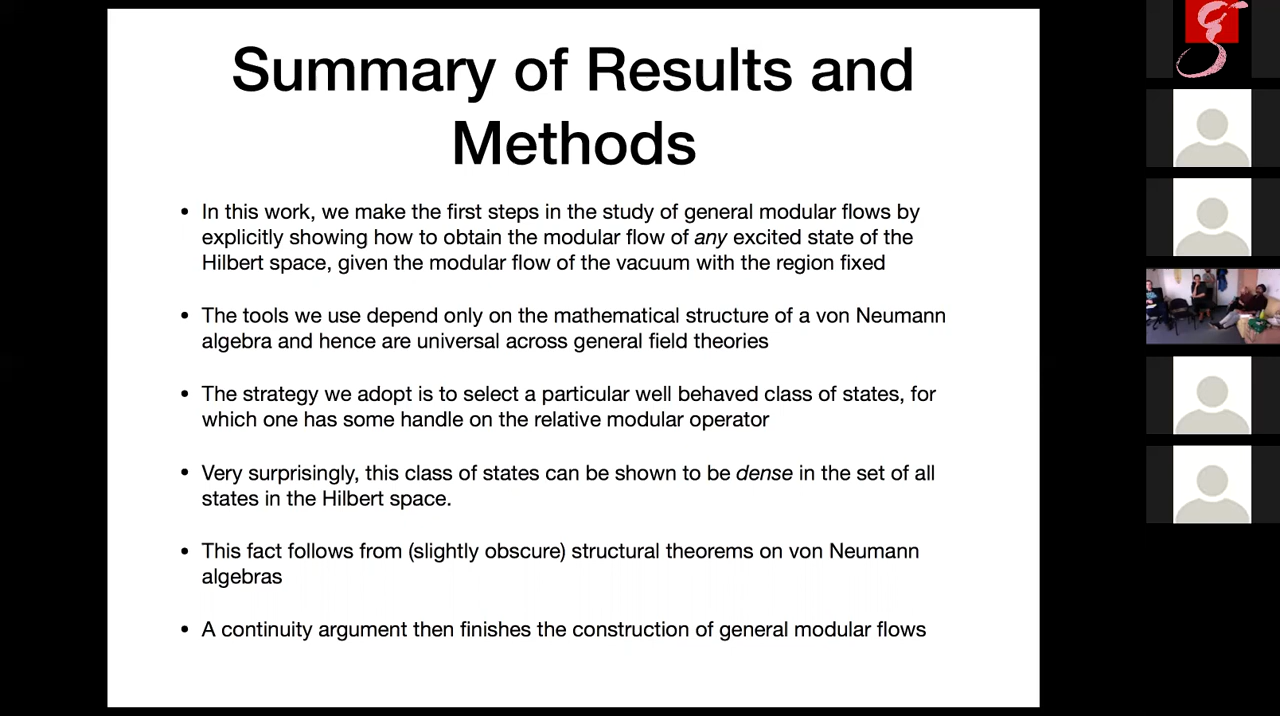 Summary of Results and
Methods
• In this work, we make the first steps in the study of general modular flows by
explicitly showing how to obtain the modular flow of any excited state of the
Hilbert space, given the modular flow of the vacuum with the region fixed
• The tools we use depend only on the mathematical structure of a von Neumann
algebra and hence are universal across general field theories
• The strategy we adopt is to select a particular well behaved class of states, for
which one has some handle on the relative modular operator
• Very surprisingly, this class of states can be shown to be dense in the set of all
states in the Hilbert space.
• This fact follows from (slightly obscure) structural theorems on von Neumann
algebras
• A continuity argument then finishes the construction of general modular flows